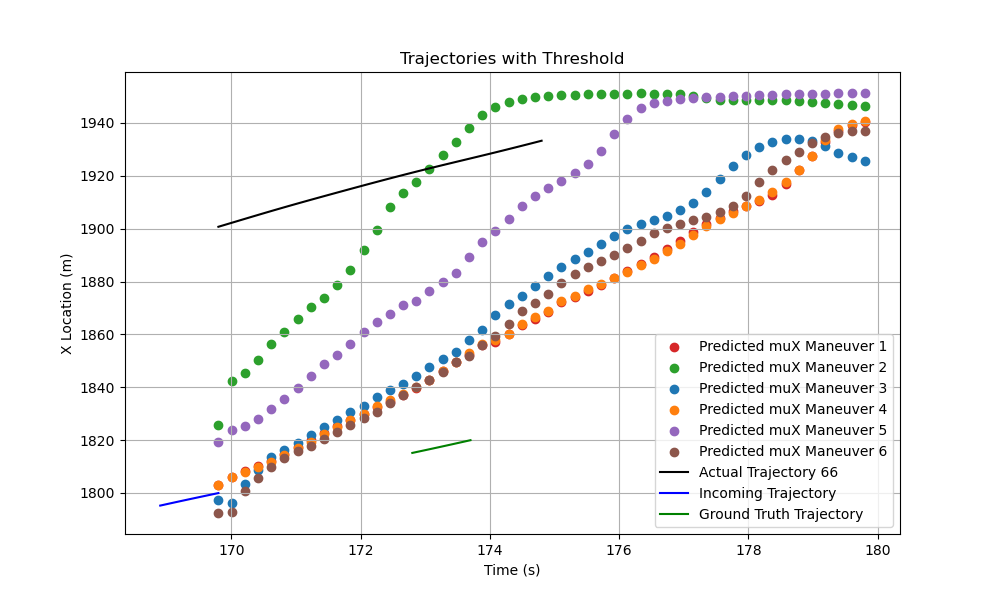 Trajectories with Threshold
X Location (m)
1940
1920
1900
1880
1860
1840
1820
1800
170
172
174
176
178
180
Time (s)
Predicted muX Maneuver 1
Predicted muX Maneuver 2
Predicted muX Maneuver 3
Predicted muX Maneuver 4
Predicted muX Maneuver 5
Predicted muX Maneuver 6
Actual Trajectory 66
Incoming Trajectory
Ground Truth Trajectory